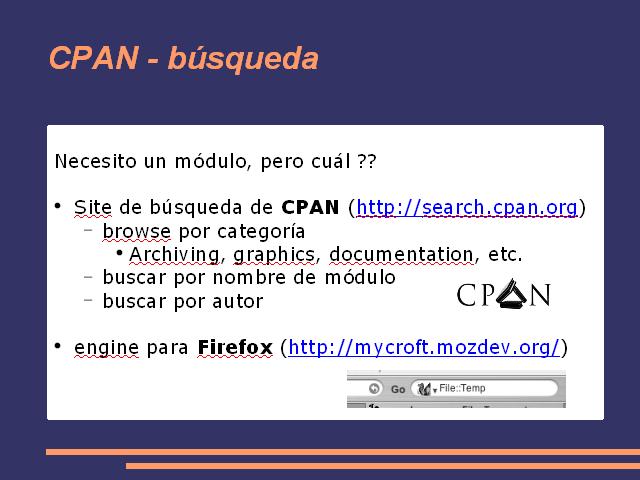 CPAN - búsqueda
Necesito un módulo, pero cuál ??
• Site de búsqueda de CPAN (http://search.cpan.org)
– browse por categoría
• Archiving, graphics, documentation, etc.
– buscar por nombre de módulo
– buscar por autor
CPAN
• engine para Firefox (http://mycroft.mozdev.org/)
Go File::Temp